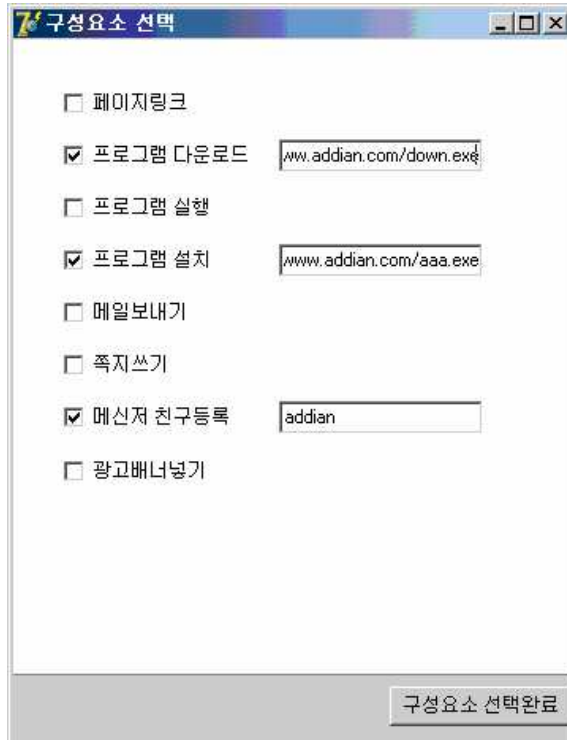 구성요소 선택
페이지링크
프로그램 다운로드 ww.addian.com/down.exe
프로그램 실행
프로그램 설치 www.addian.com/aaa.exe
메일보내기
쪽지쓰기
메신저 친구등록 addian
광고배너넣기
구성요소 선택완료